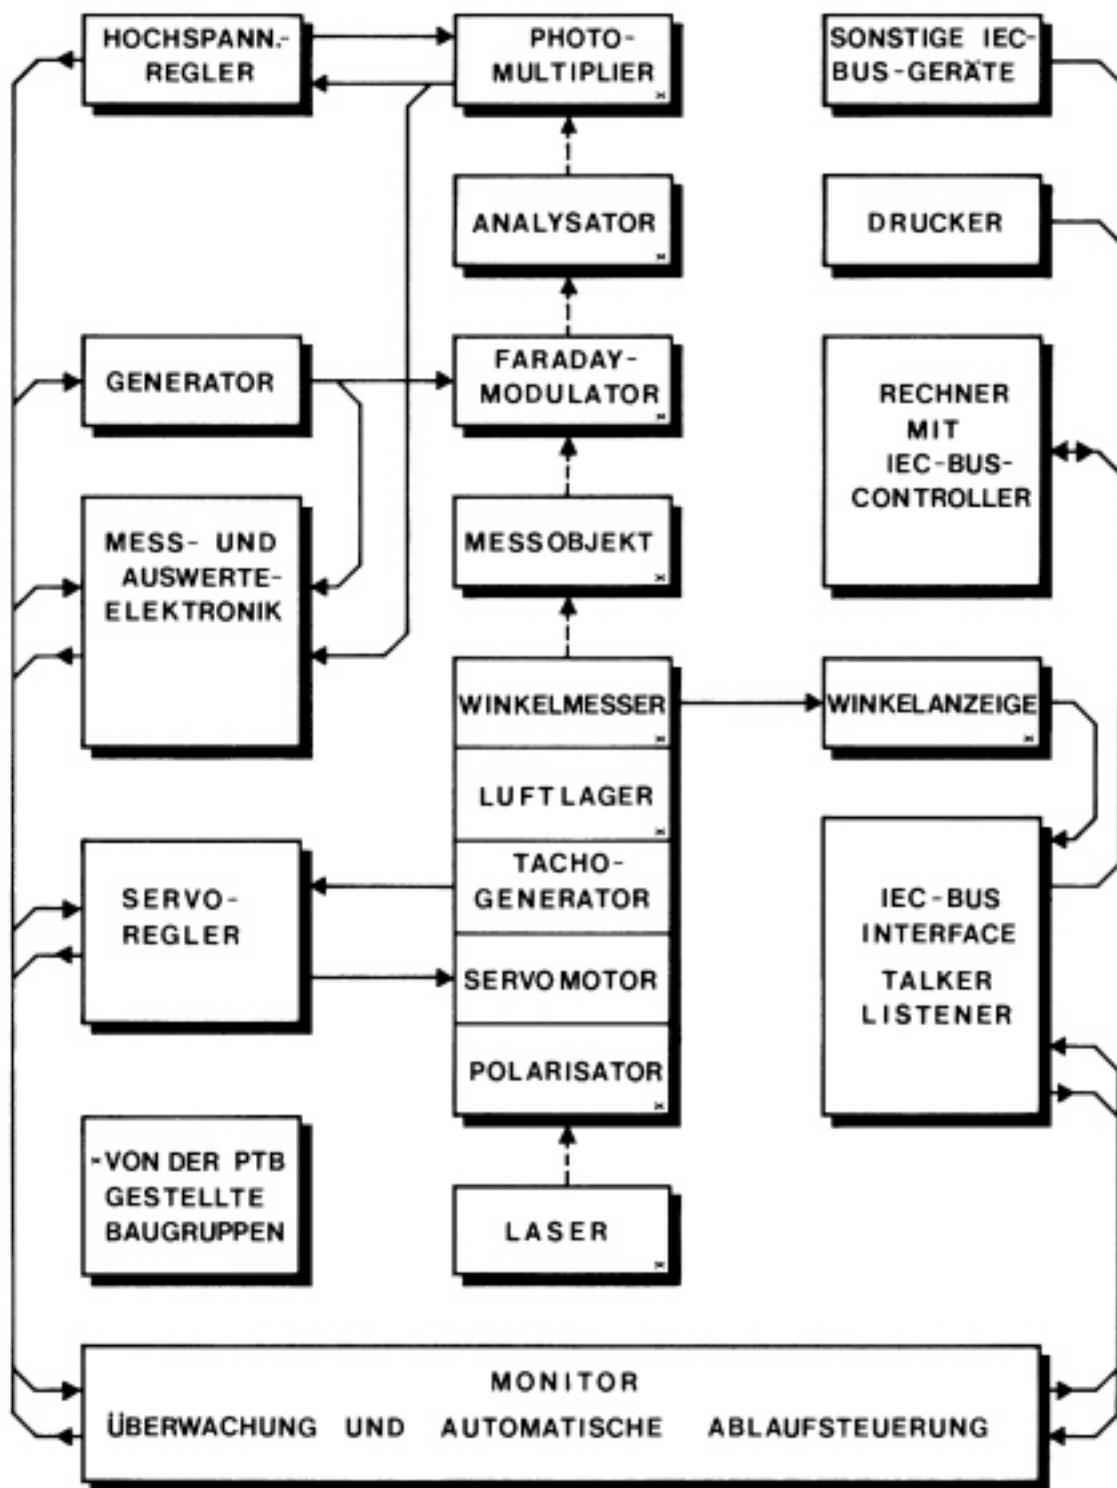 HOCHSPANN.-
REGLER
PHOTO-
MULTIPLIER
×
SONSTIGE IEC-
BUS-GERÄTE
ANALYSATOR
×
DRUCKER
GENERATOR
FARADAY-
MODULATOR
×
RECHNER
MIT
IEC-BUS-
CONTROLLER
MESS- UND
AUSWERTE-
ELEKTRONIK
MESSOBJEKT
×
WINKELMESSER
×
WINKELANZEIGE
×
LUFTLAGER
×
TACHO-
GENERATOR
SERVO-
REGLER
SERVOMOTOR
IEC-BUS
INTERFACE
TALKER
LISTENER
POLARISATOR
×
×VON DER PTB
GESTELLTE
BAUGRUPPEN
LASER
×
MONITOR
ÜBERWACHUNG UND AUTOMATISCHE ABLAUFSTEUERUNG